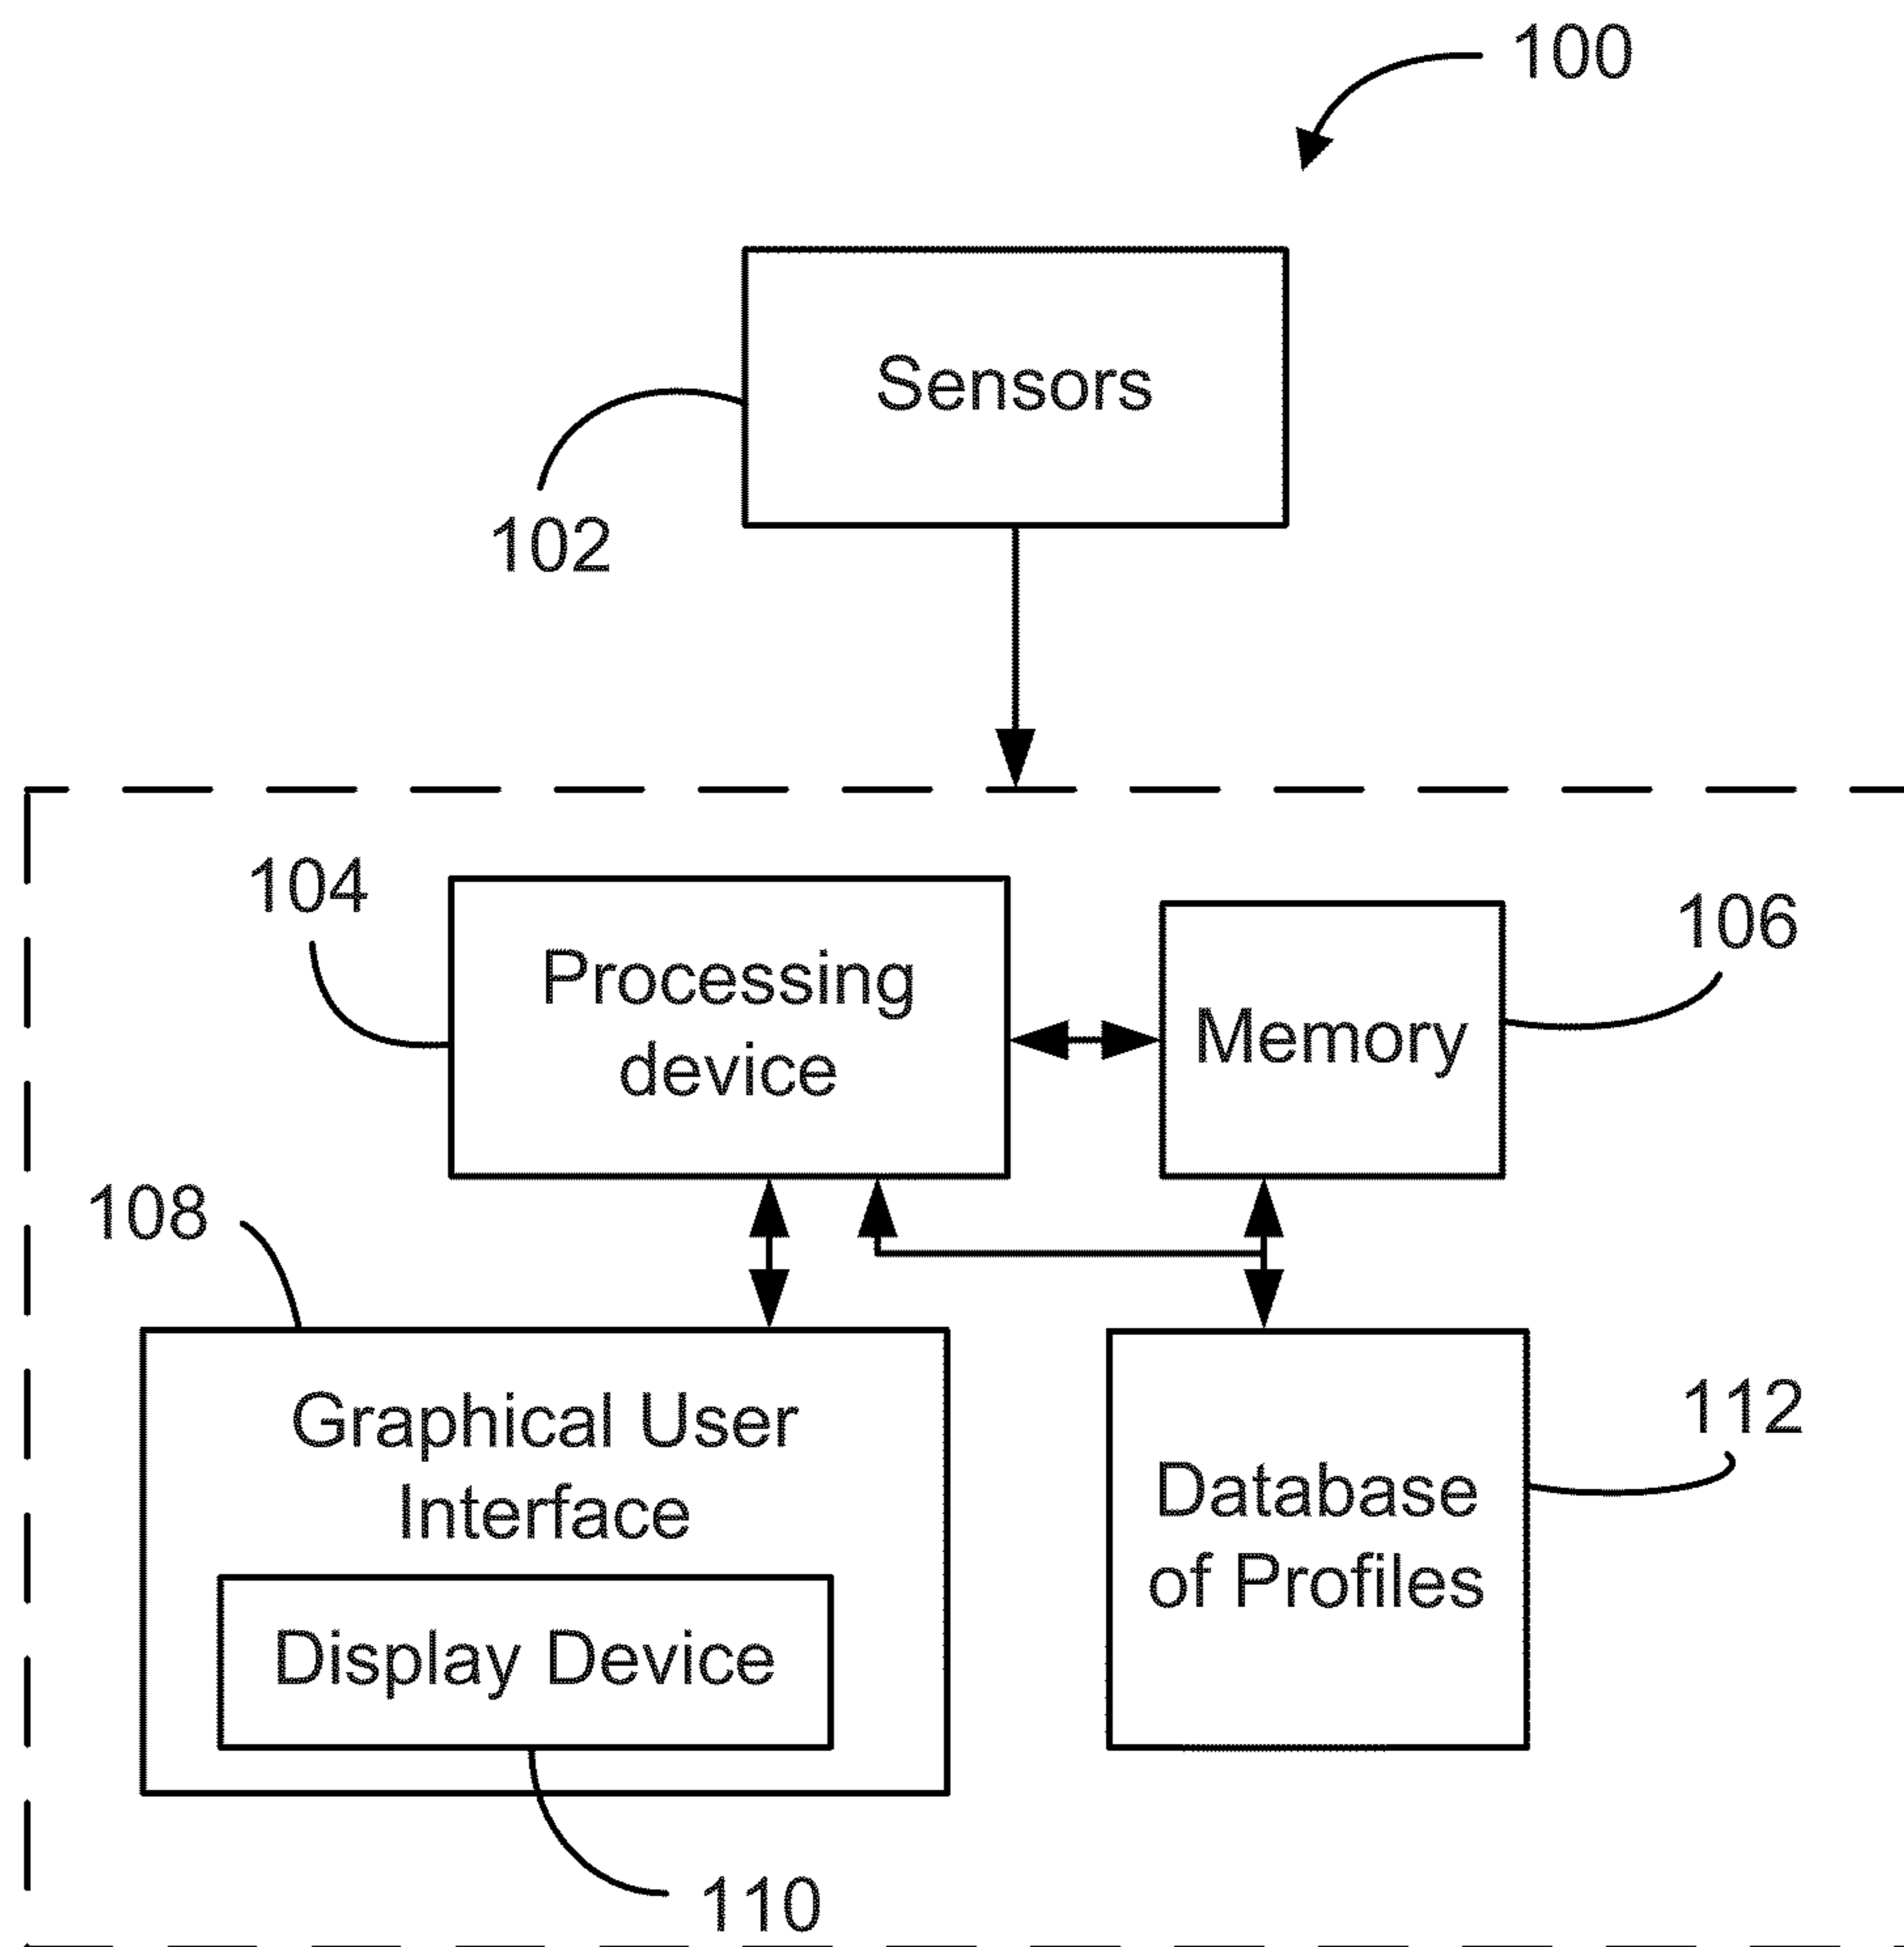 100
Sensors
102
104
Processing
device
106
Memory
108
Graphical User
Interface
112
Database
of Profiles
Display Device
110